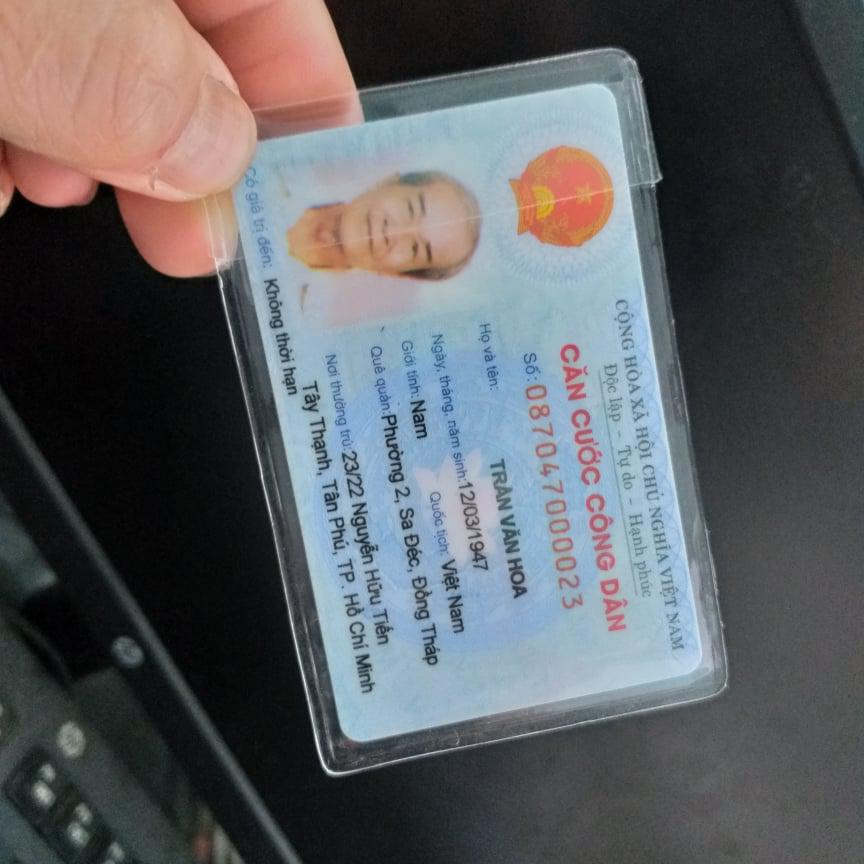 CỘNG HÒA XÃ HỘI CHỦ NGHĨA VIỆT NAM
Độc lập - Tự do - Hạnh phúc
CĂN CƯỚC CÔNG DÂN
Số: 087047000023
Họ và tên:
TRẦN VĂN HOA
Ngày, tháng, năm sinh: 12/03/1947
Giới tính: Nam Quốc tịch: Việt Nam
Quê quán: Phường 2, Sa Đéc, Đồng Tháp
Nơi thường trú: 23/22 Nguyễn Hữu Tiến
Tây Thạnh, Tân Phú, TP. Hồ Chí Minh
Có giá trị đến: Không thời hạn